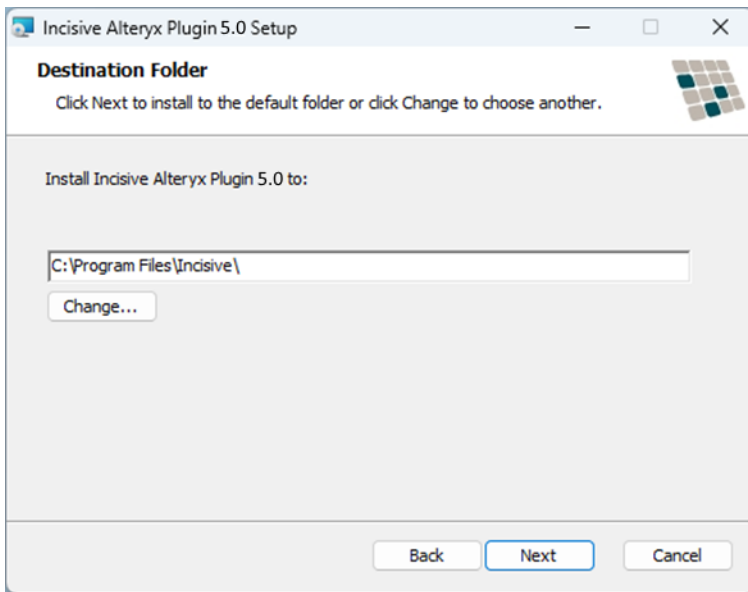 Incisive Alteryx Plugin 5.0 Setup
Destination Folder
Click Next to install to the default folder or click Change to choose another.
Install Incisive Alteryx Plugin 5.0 to:
C:\Program Files\Incisive\
Change...
Back Next Cancel